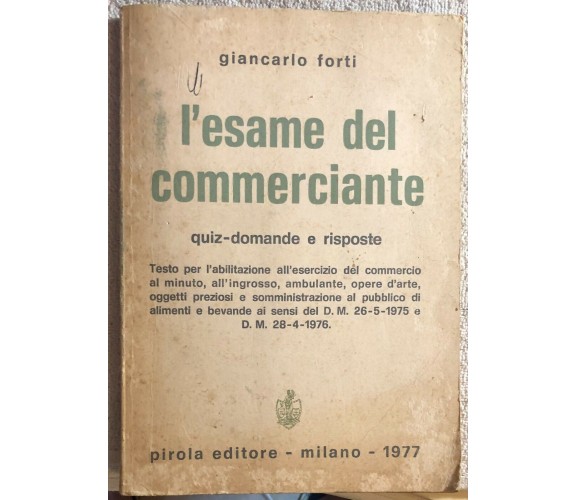 giancarlo forti
l'esame del
commerciante
quiz-domande e risposte
Testo per l'abilitazione all'esercizio del commercio
al minuto, all'ingrosso, ambulante, opere d'arte,
oggetti preziosi e somministrazione al pubblico di
alimenti e bevande ai sensi del D. M. 26-5-1975 e
D. M. 28-4-1976.
pirola editore - milano - 1977